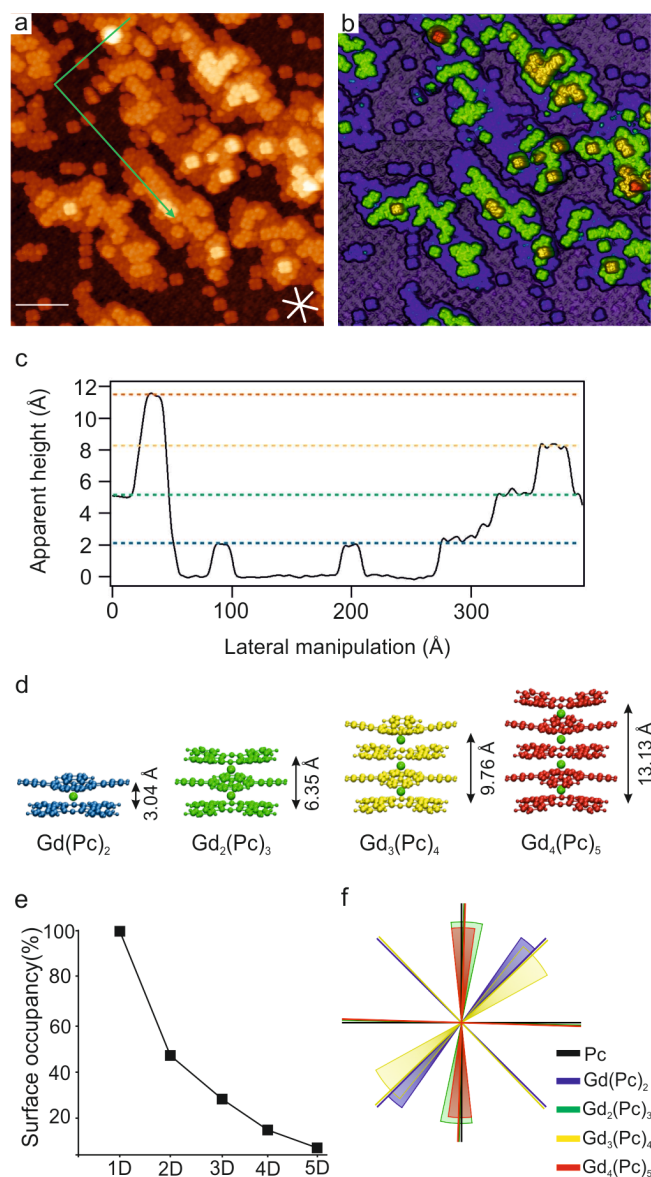 a
b
c
Apparent height (Å)
12
10
8
6
4
2
0
0
100
200
300
Lateral manipulation (Å)
d
3.04 Å
6.35 Å
9.76 Å
13.13 Å
Gd(Pc)₂
Gd₂(Pc)₃
Gd₃(Pc)₄
Gd₄(Pc)₅
e
Surface occupancy(%)
100
80
60
40
20
1D
2D
3D
4D
5D
f
Pc
Gd(Pc)₂
Gd₂(Pc)₃
Gd₃(Pc)₄
Gd₄(Pc)₅